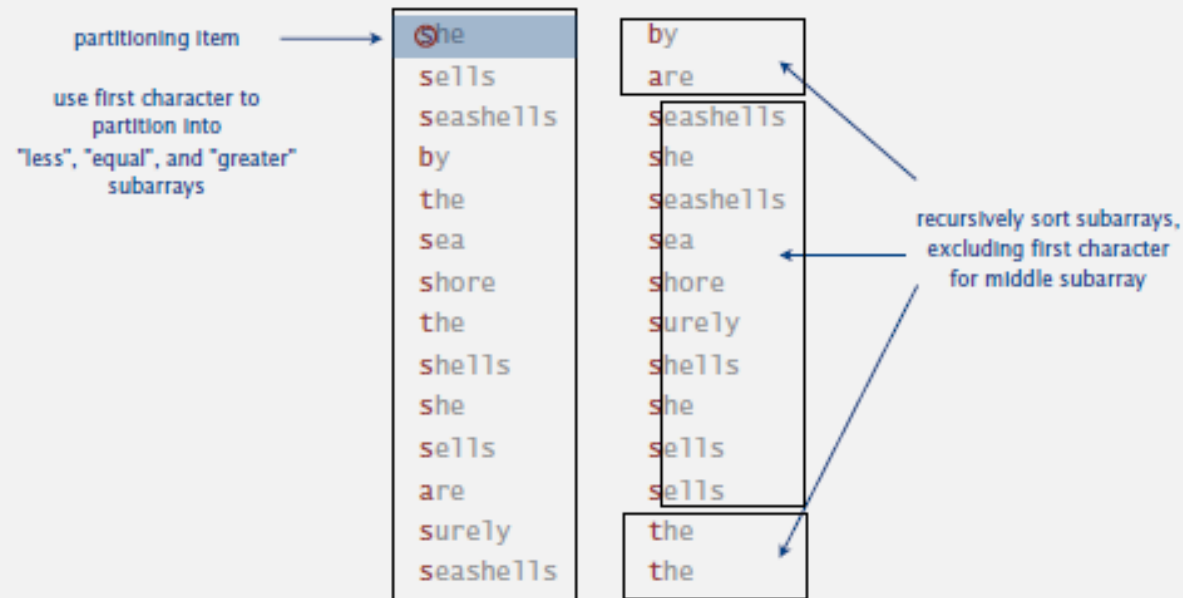 partitioning item
use first character to
partition into
"less", "equal", and "greater"
subarrays
she
sells
seashells
by
the
sea
shore
the
shells
she
sells
are
surely
seashells
by
are
seashells
she
seashells
sea
shore
surely
shells
she
sells
sells
the
the
recursively sort subarrays,
excluding first character
for middle subarray